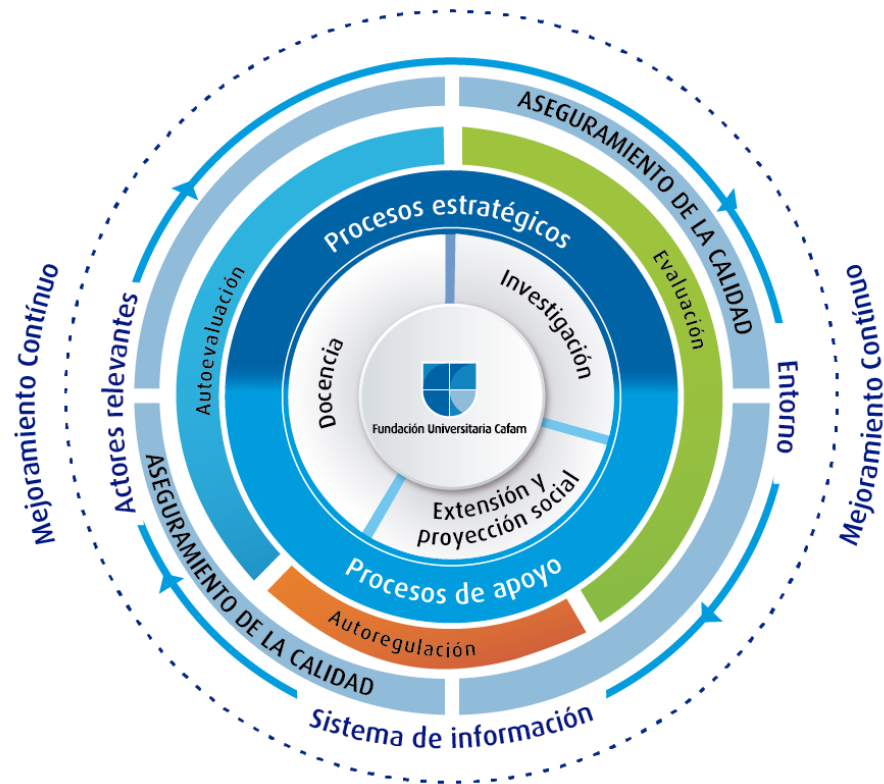 ASEGURAMIENTO DE LA CALIDAD
Procesos estratégicos
Evaluación
Autoevaluación
Investigación
Docencia
Fundación Universitaria Cafam
Extensión y
proyección social
Procesos de apoyo
Autoregulación
ASEGURAMIENTO DE LA CALIDAD
Actores relevantes
Entorno
Sistema de información
Mejoramiento Contínuo
Mejoramiento Contínuo